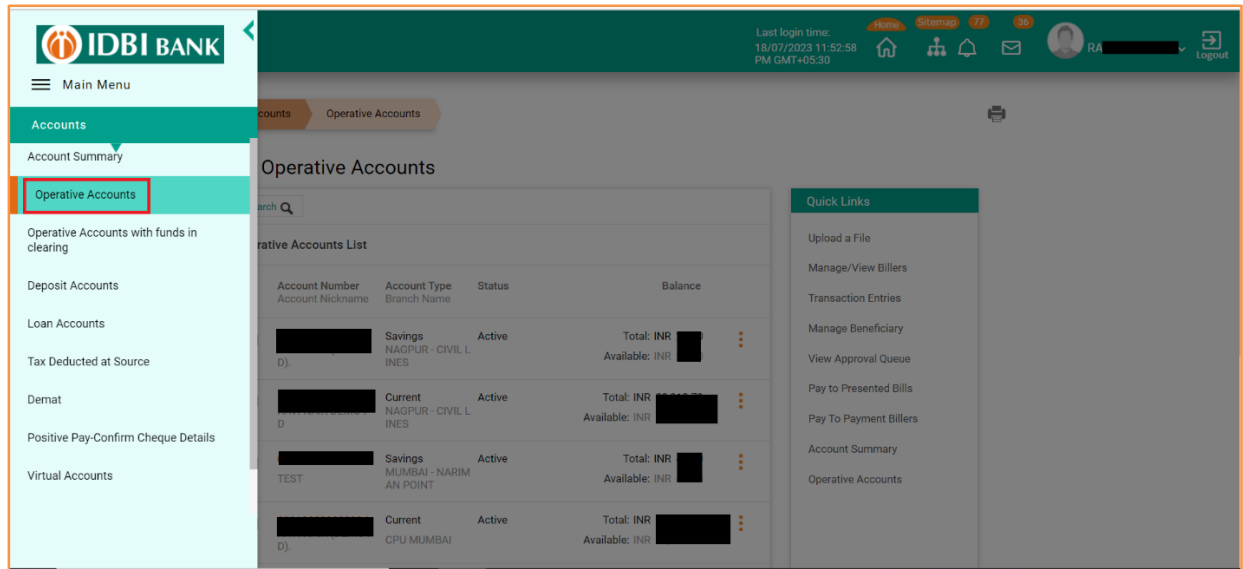 IDBI BANK
Main Menu
Last login time:
18/07/2023 11:52:58
PM GMT+05:30
Home
Sitemap
77
36
RA
Logout
Accounts
Account Summary
Operative Accounts
Operative Accounts with funds in
clearing
Deposit Accounts
Loan Accounts
Tax Deducted at Source
Demat
Positive Pay-Confirm Cheque Details
Virtual Accounts
Operative Accounts
Operative Accounts
Accounts List
Account Number Account Type Status Balance
Account Nickname Branch Name
Savings Active Total: INR
NAGPUR - CIVIL L Available: INR
D). INES
Current Active Total: INR
NAGPUR - CIVIL L Available: INR
D INES
Savings Active Total: INR
TEST MUMBAI - NARIM Available: INR
AN POINT
Current Active Total: INR
D). CPU MUMBAI Available: INR
Quick Links
Upload a File
Manage/View Billers
Transaction Entries
Manage Beneficiary
View Approval Queue
Pay to Presented Bills
Pay To Payment Billers
Account Summary
Operative Accounts